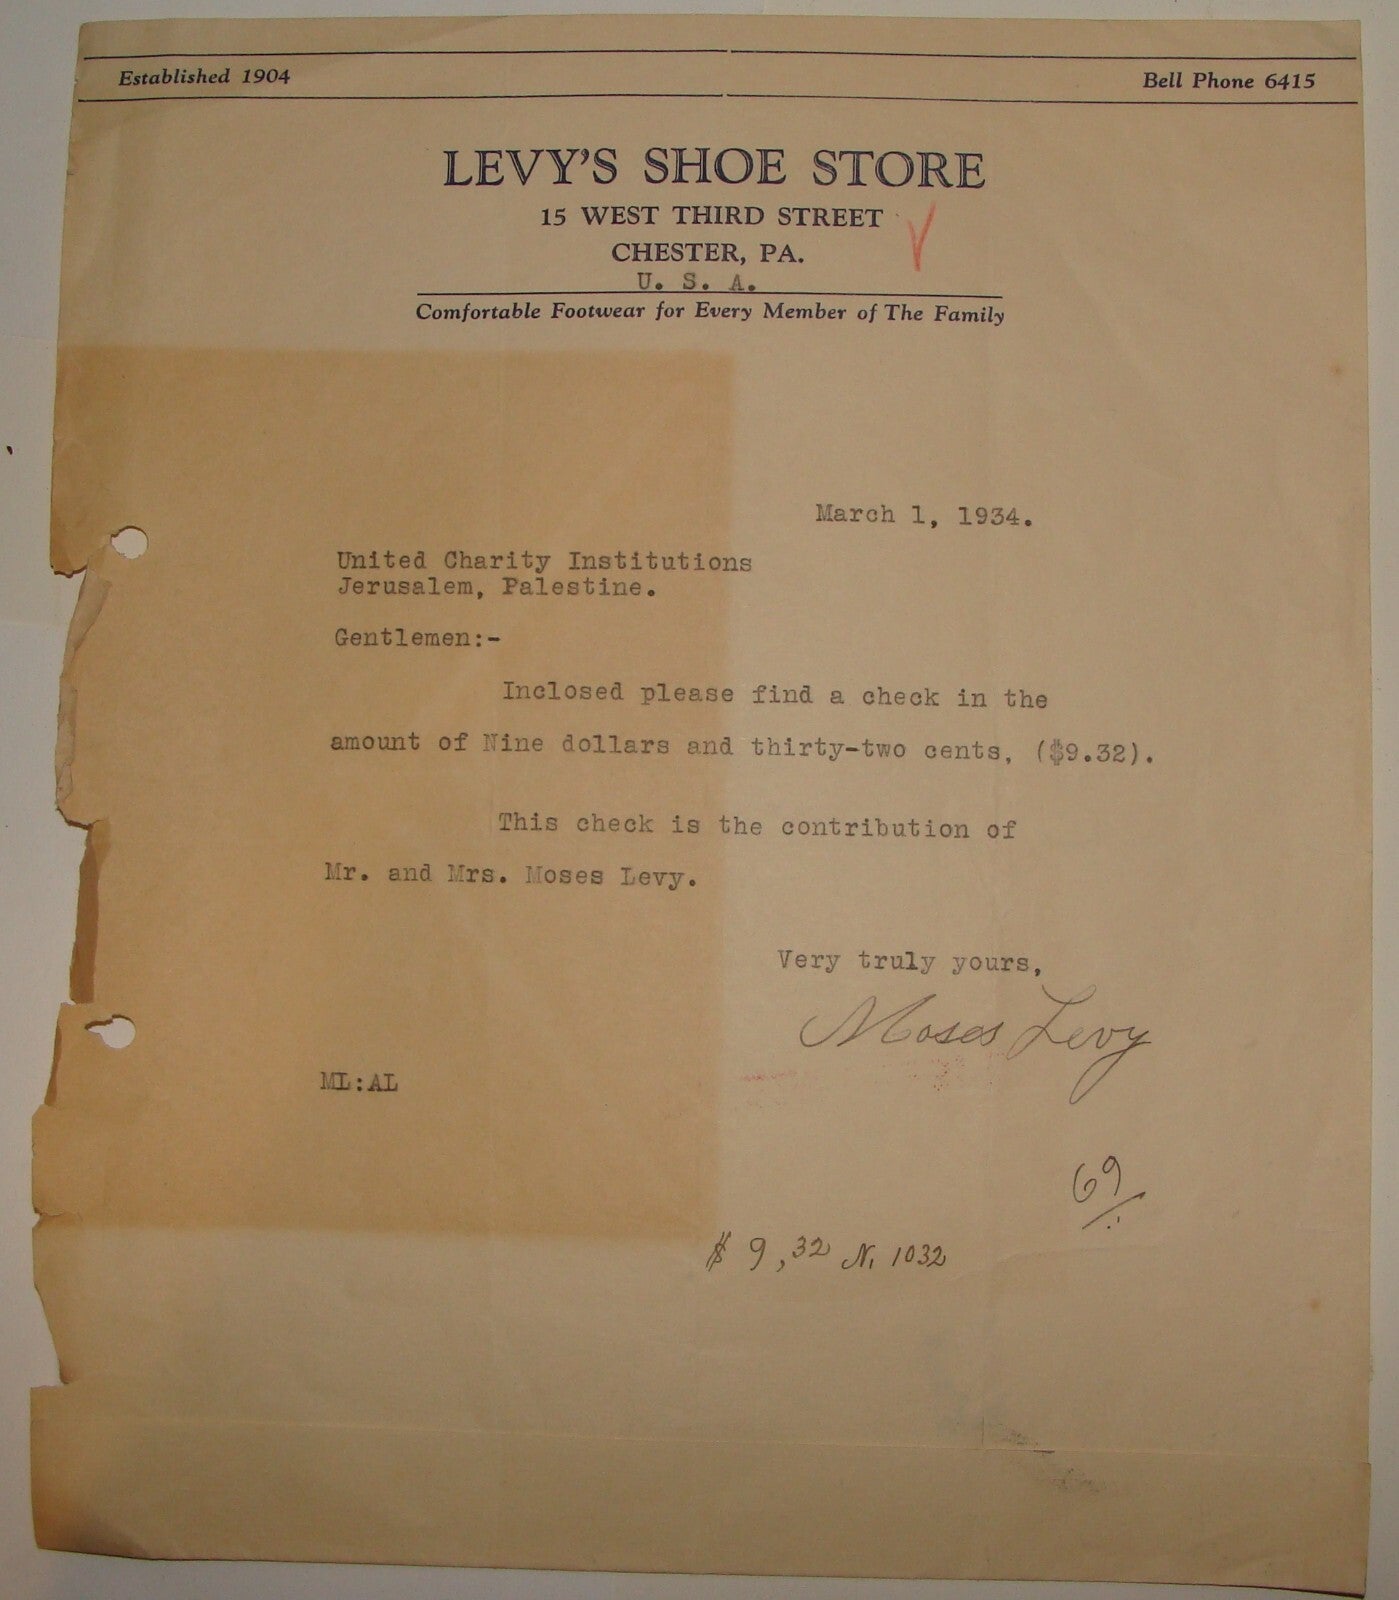 Established 1904
Bell Phone 6415
LEVY'S SHOE STORE
15 WEST THIRD STREET
CHESTER, PA.
U. S. A.
Comfortable Footwear for Every Member of The Family
March 1, 1934.
United Charity Institutions
Jerusalem, Palestine.
Gentlemen:-
Inclosed please find a check in the
amount of Nine dollars and thirty-two cents, ($9.32).
This check is the contribution of
Mr. and Mrs. Moses Levy.
Very truly yours,
Moses Levy
ML:AL
69
$ 9,32 N. 1032